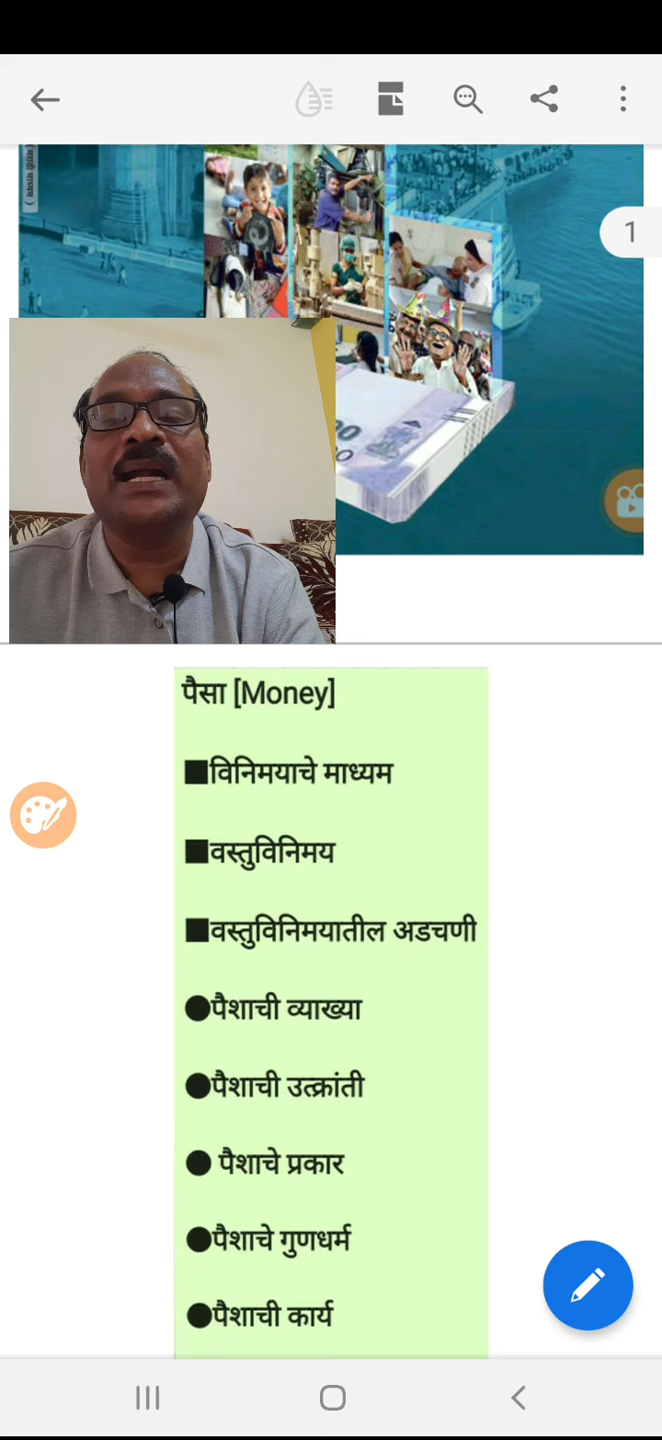 1
पैसा [Money]
■विनिमयाचे माध्यम
■वस्तुविनिमय
■वस्तुविनिमयातील अडचणी
●पैशाची व्याख्या
●पैशाची उत्क्रांती
● पैशाचे प्रकार
●पैशाचे गुणधर्म
●पैशाची कार्य